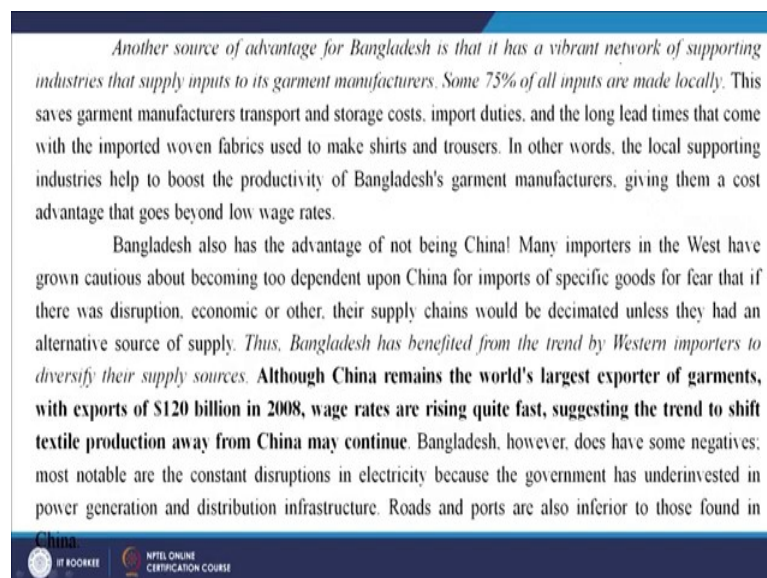 Another source of advantage for Bangladesh is that it has a vibrant network of supporting
industries that supply inputs to its garment manufacturers. Some 75% of all inputs are made locally. This
saves garment manufacturers transport and storage costs, import duties, and the long lead times that come
with the imported woven fabrics used to make shirts and trousers. In other words, the local supporting
industries help to boost the productivity of Bangladesh's garment manufacturers, giving them a cost
advantage that goes beyond low wage rates.
Bangladesh also has the advantage of not being China! Many importers in the West have
grown cautious about becoming too dependent upon China for imports of specific goods for fear that if
there was disruption, economic or other, their supply chains would be decimated unless they had an
alternative source of supply. Thus, Bangladesh has benefited from the trend by Western importers to
diversify their supply sources. Although China remains the world's largest exporter of garments,
with exports of $120 billion in 2008, wage rates are rising quite fast, suggesting the trend to shift
textile production away from China may continue. Bangladesh, however, does have some negatives;
most notable are the constant disruptions in electricity because the government has underinvested in
power generation and distribution infrastructure. Roads and ports are also inferior to those found in
China.
IIT ROORKEE
NPTEL ONLINE
CERTIFICATION COURSE